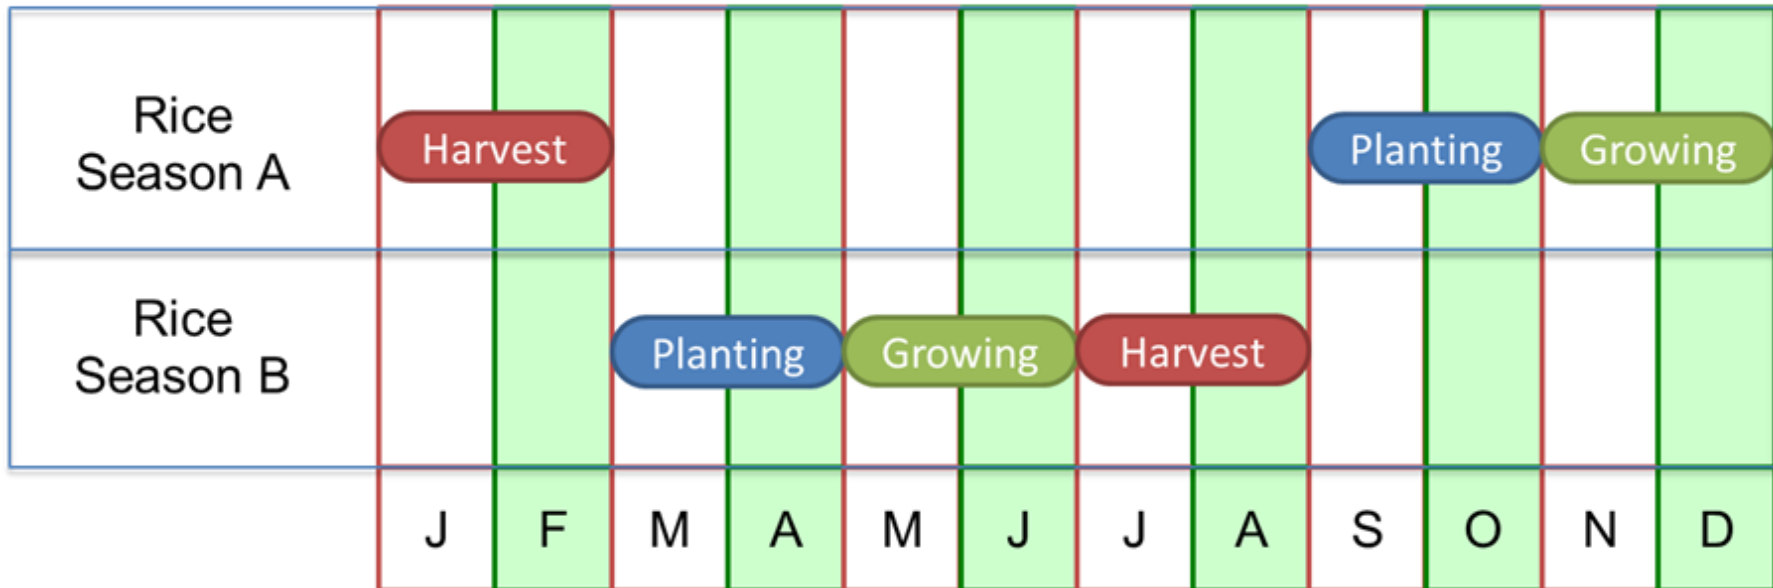 Rice
Season A
Harvest
Planting
Growing
Rice
Season B
Planting
Growing
Harvest
J F M A M J J A S O N D